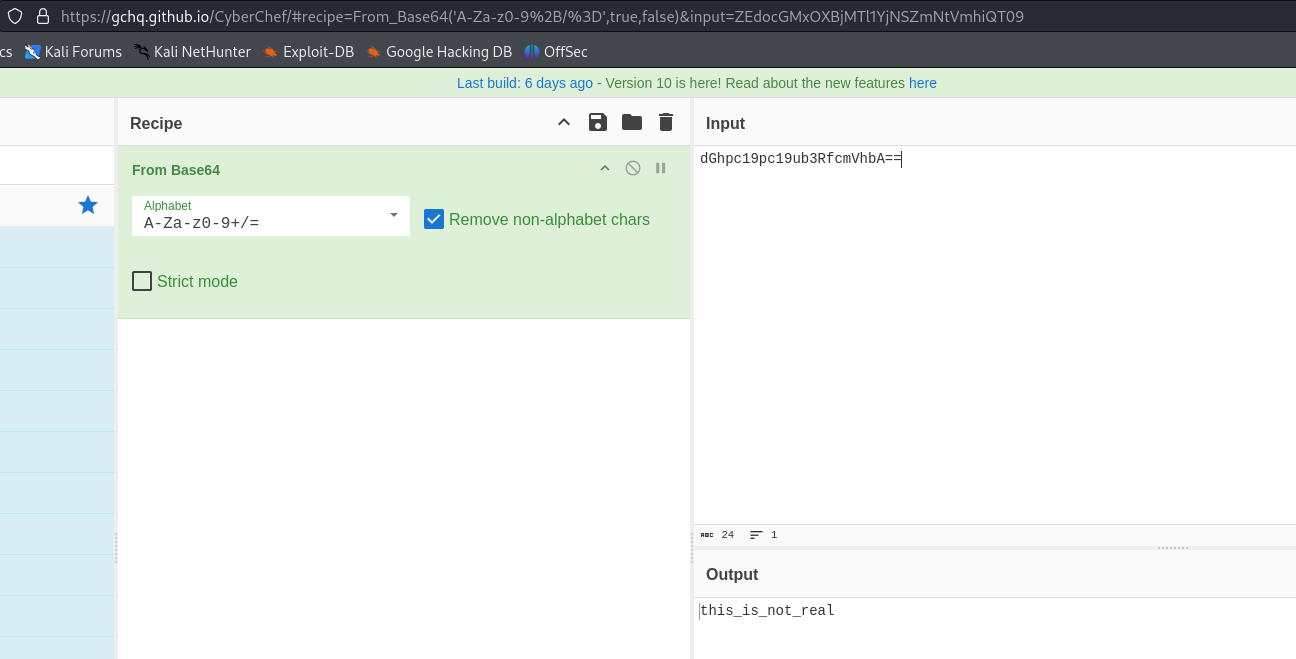 https://gchq.github.io/CyberChef/#recipe=From_Base64('A-Za-z0-9%2B/%3D',true,false)&input=ZEdocGMxOXBjMTl1YjNSZmNtVmhiQT09
cs Kali Forums Kali NetHunter Exploit-DB Google Hacking DB OffSec
Last build: 6 days ago - Version 10 is here! Read about the new features here
Recipe
Input
From Base64
Alphabet
A-Za-z0-9+/=
Remove non-alphabet chars
Strict mode
dGhpc19pc19ub3RfcmVhbA==
ABC 24 1
Output
this_is_not_real